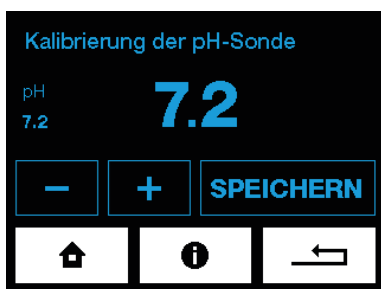 Kalibrierung der pH-Sonde
pH
7.2
7.2
− + SPEICHERN